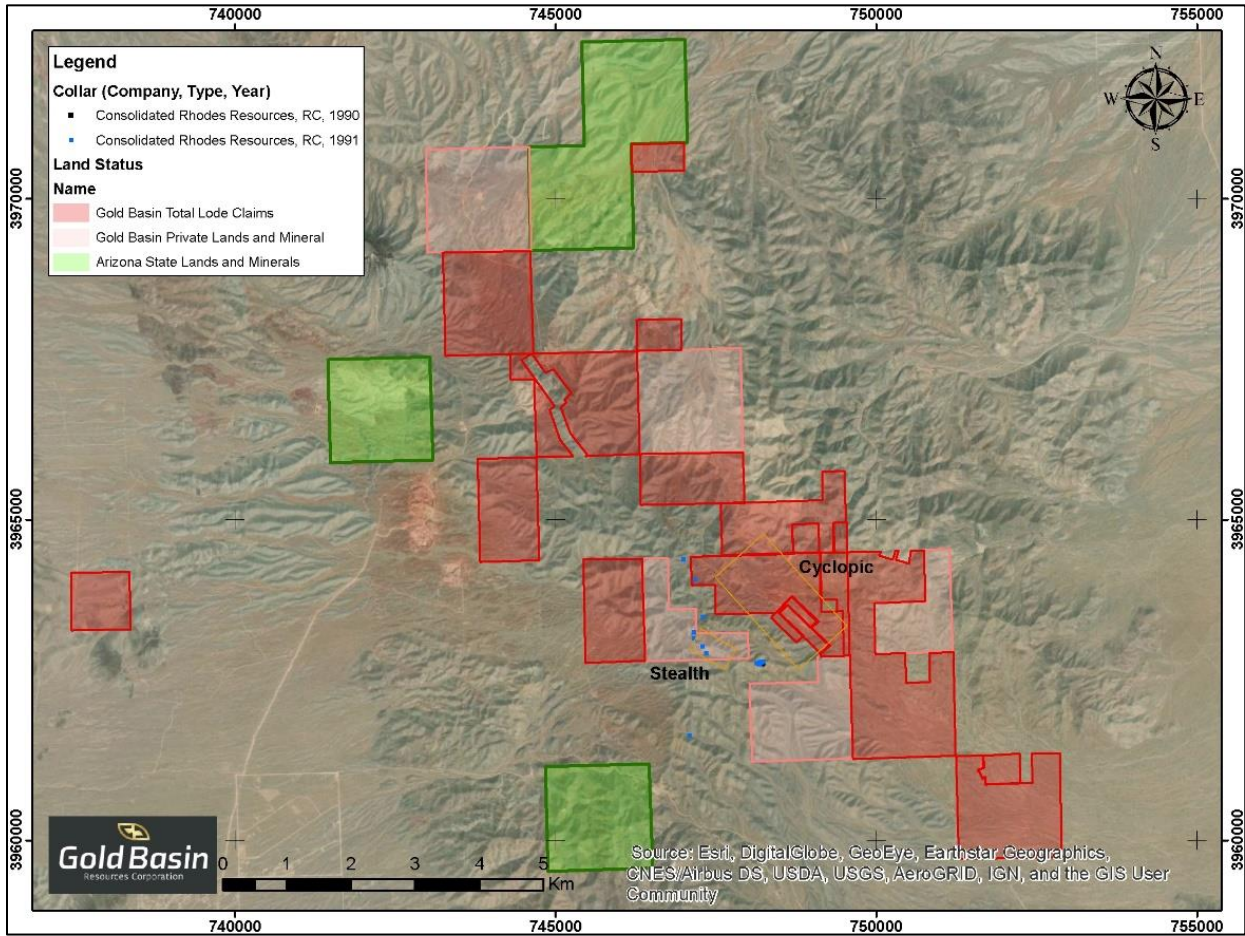 740000 745000 750000 755000
Legend
Collar (Company, Type, Year)
Consolidated Rhodes Resources, RC, 1990
Consolidated Rhodes Resources, RC, 1991
Land Status
Name
Gold Basin Total Lode Claims
Gold Basin Private Lands and Mineral
Arizona State Lands and Minerals
N
W E
S
3970000 3970000
3965000 3965000
Cyclopic
Stealth
3960000 3960000
Gold Basin
Resources Corporation
0 1 2 3 4 5
Km
Source: Esri, DigitalGlobe, GeoEye, Earthstar Geographics,
CNES/Airbus DS, USDA, USGS, AeroGRID, IGN, and the GIS User
Community
740000 745000 750000 755000